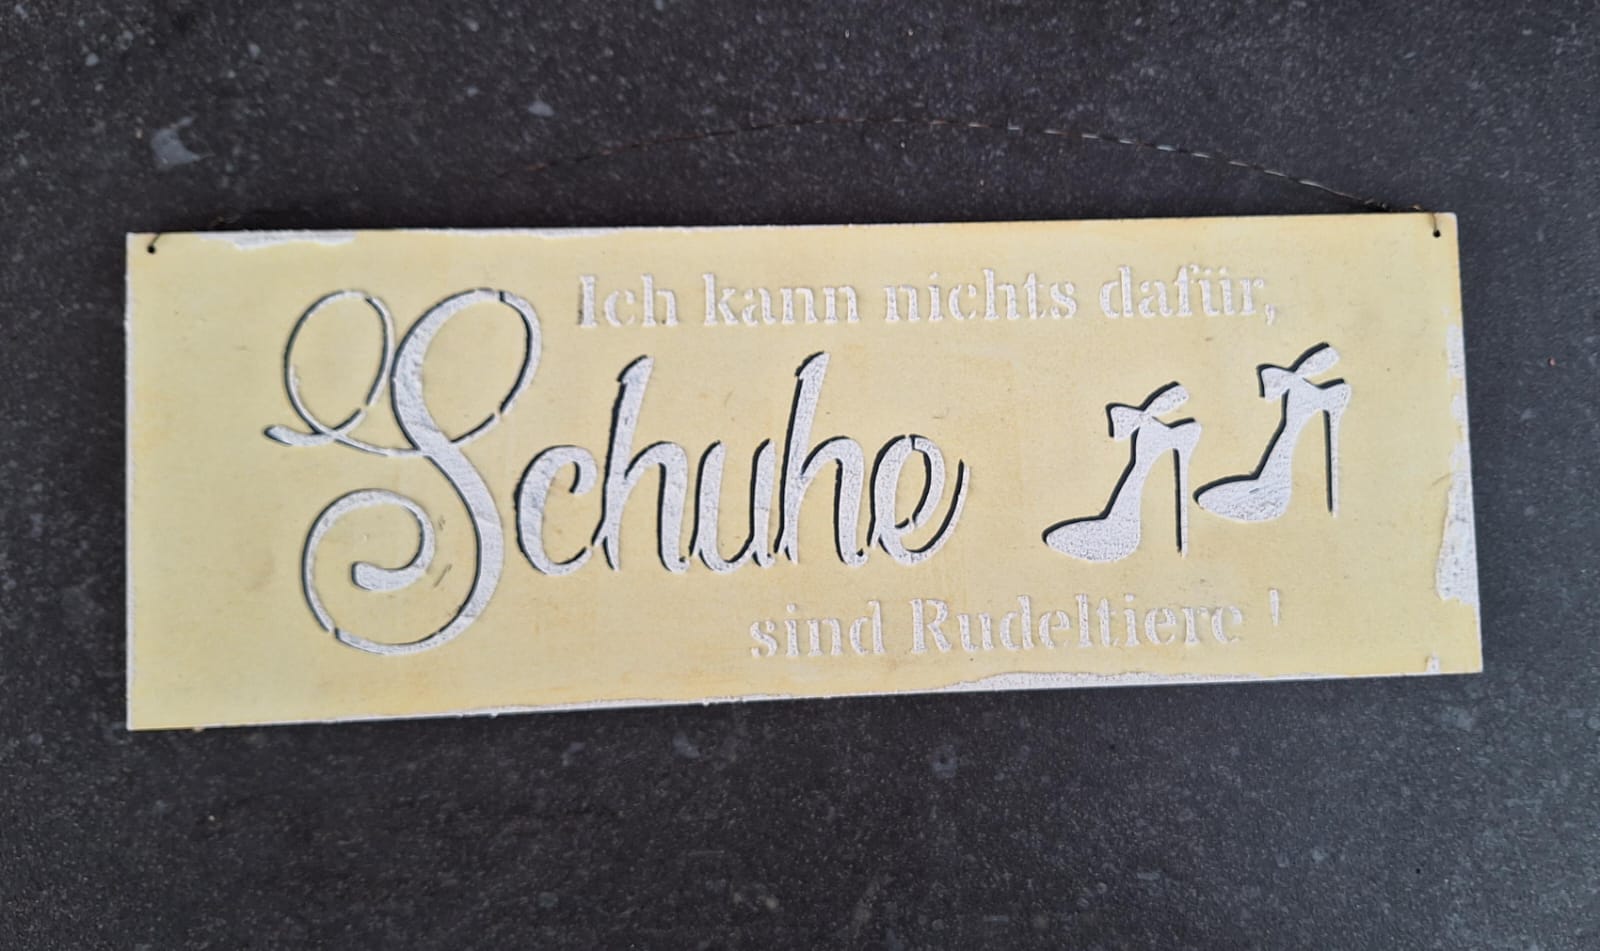 Ich kann nichts dafür,
Schuhe
sind Rudeltiere !